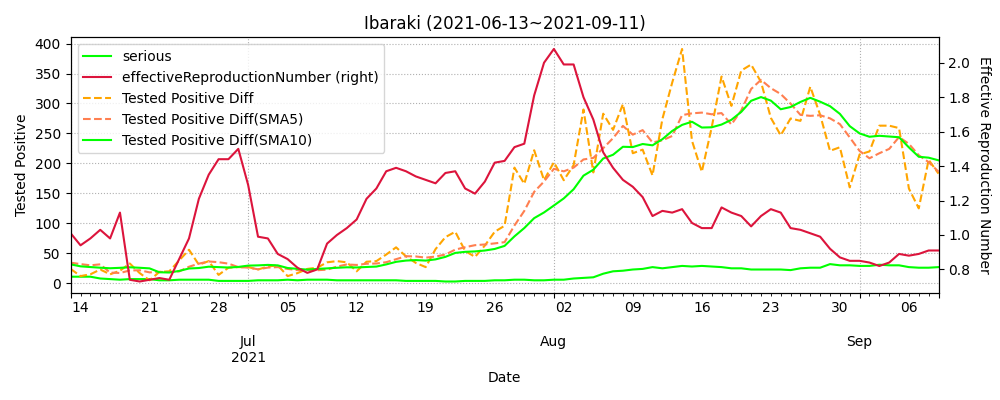 Ibaraki (2021-06-13~2021-09-11)
serious
effectiveReproductionNumber (right)
Tested Positive Diff
Tested Positive Diff(SMA5)
Tested Positive Diff(SMA10)
Tested Positive
400
350
300
250
200
150
100
50
0
2.0
1.8
1.6
1.4
1.2
1.0
0.8
Effective Reproduction Number
14 21 28 05 12 19 26 02 09 16 23 30 06
Jul Aug Sep
2021
Date